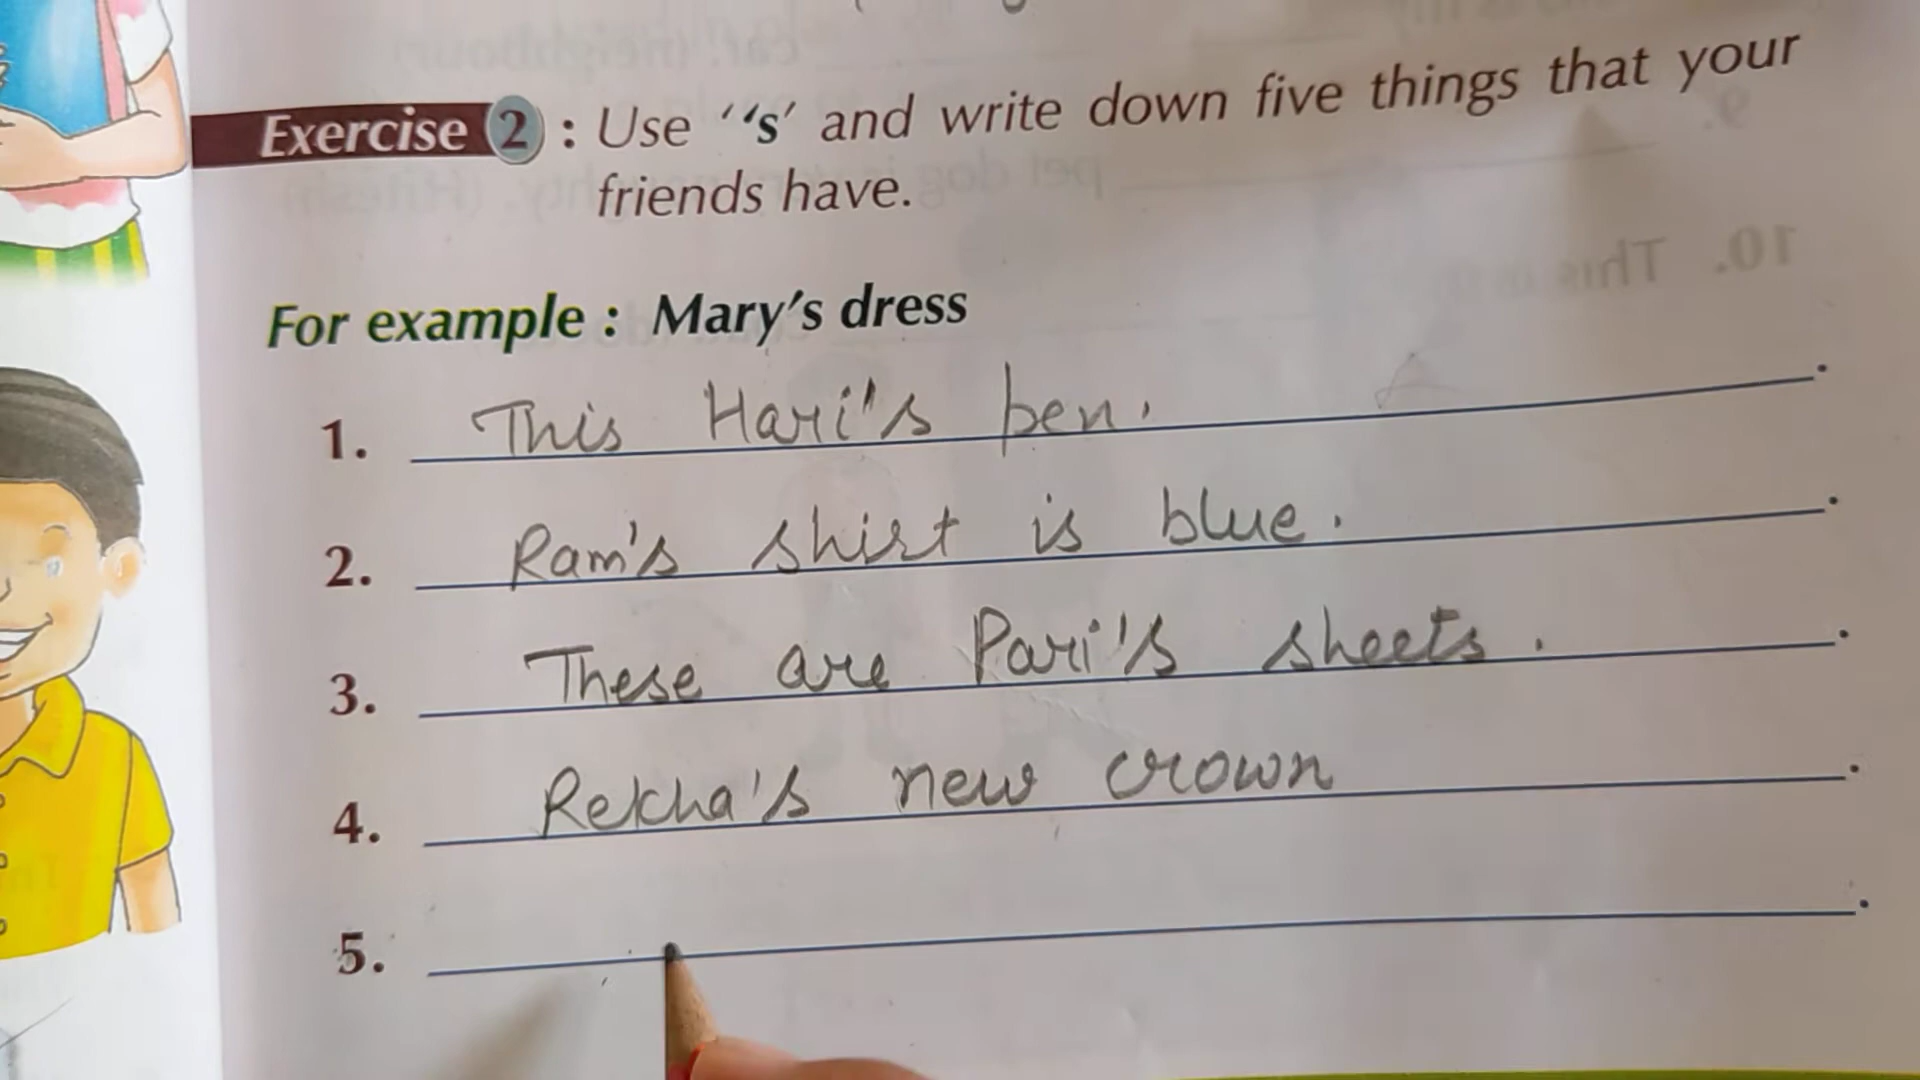 Exercise 2 : Use ‘‘s’ and write down five things that your
friends have.
For example : Mary’s dress
1. This Hari's pen.
2. Ram's shirt is blue.
3. These are Pari's sheets.
4. Rekha's new crown.
5.